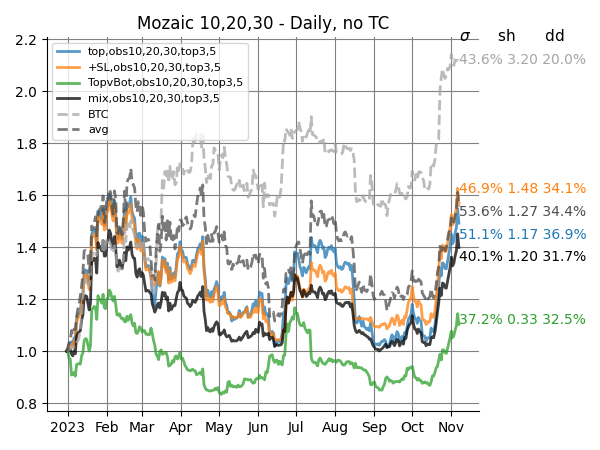 Mozaic 10,20,30 - Daily, no TC
σ sh dd
top,obs10,20,30,top3,5
+SL,obs10,20,30,top3,5
TopvBot,obs10,20,30,top3,5
mix,obs10,20,30,top3,5
BTC
avg
2.2
2.0
1.8
1.6
1.4
1.2
1.0
0.8
43.6% 3.20 20.0%
46.9% 1.48 34.1%
53.6% 1.27 34.4%
51.1% 1.17 36.9%
40.1% 1.20 31.7%
37.2% 0.33 32.5%
2023 Feb Mar Apr May Jun Jul Aug Sep Oct Nov